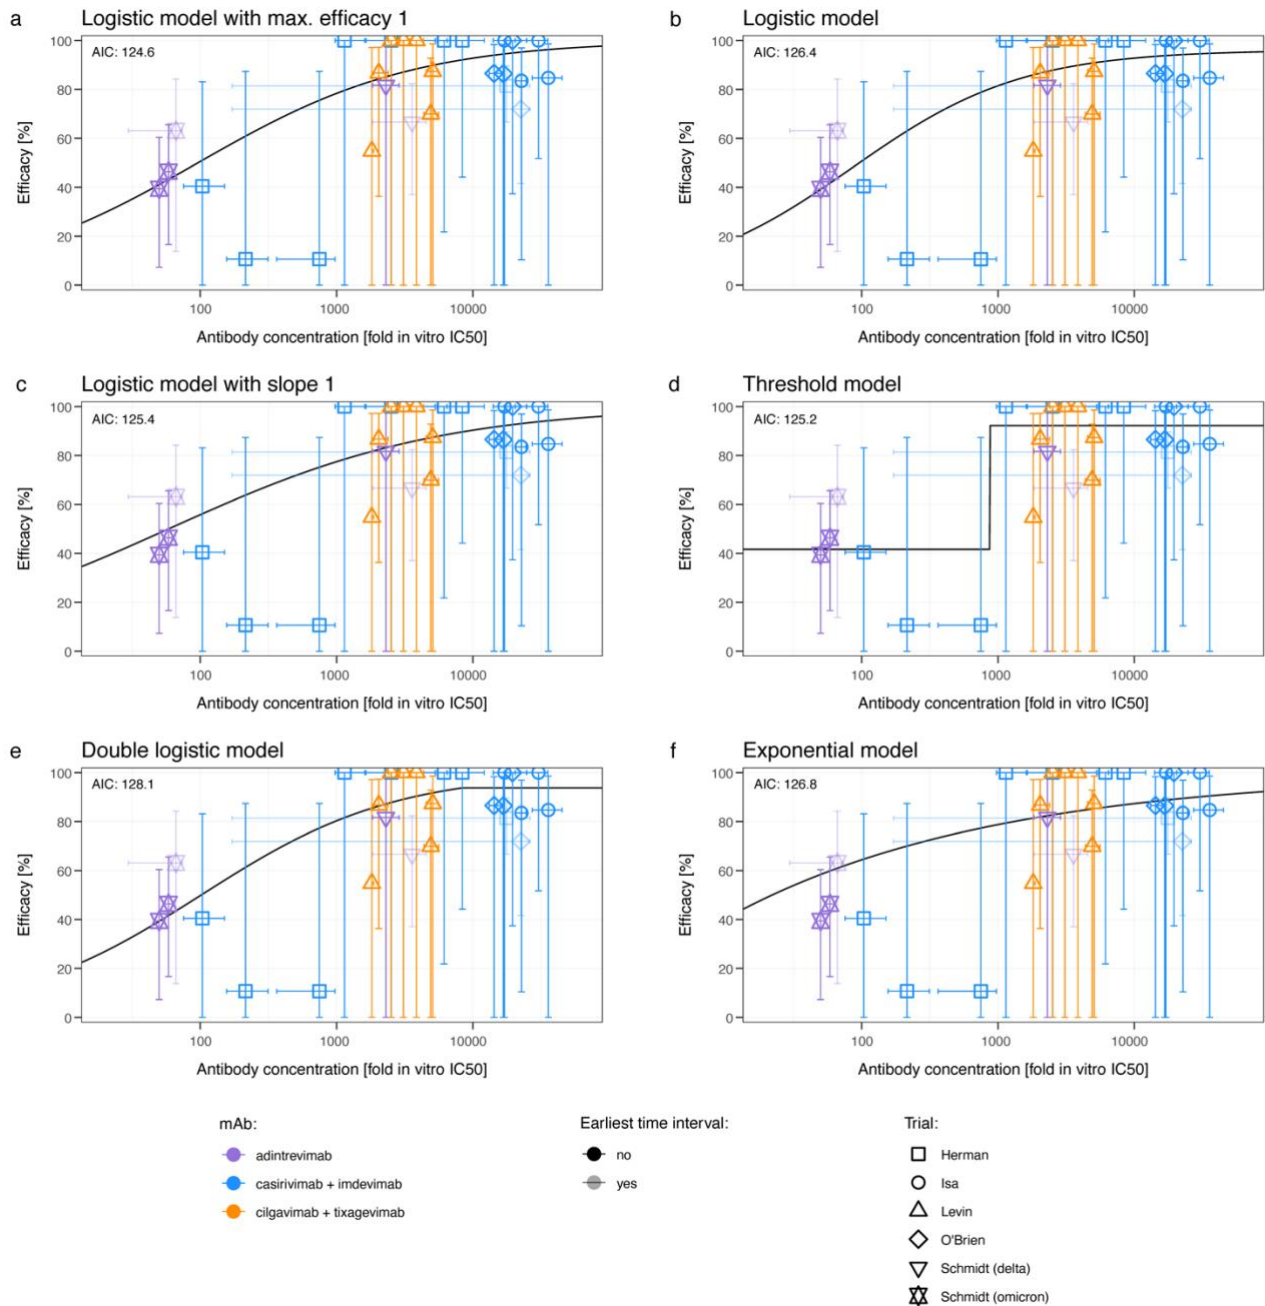 a Logistic model with max. efficacy 1
AIC: 124.6
100
80
60
40
20
0
Efficacy [%]
100 1000 10000
Antibody concentration [fold in vitro IC50]
b Logistic model
AIC: 126.4
100
80
60
40
20
0
Efficacy [%]
100 1000 10000
Antibody concentration [fold in vitro IC50]
c Logistic model with slope 1
AIC: 125.4
100
80
60
40
20
0
Efficacy [%]
100 1000 10000
Antibody concentration [fold in vitro IC50]
d Threshold model
AIC: 125.2
100
80
60
40
20
0
Efficacy [%]
100 1000 10000
Antibody concentration [fold in vitro IC50]
e Double logistic model
AIC: 128.1
100
80
60
40
20
0
Efficacy [%]
100 1000 10000
Antibody concentration [fold in vitro IC50]
f Exponential model
AIC: 126.8
100
80
60
40
20
0
Efficacy [%]
100 1000 10000
Antibody concentration [fold in vitro IC50]
mAb:
adintrevimab
casirivimab + imdevimab
cilgavimab + tixagevimab
Earliest time interval:
no
yes
Trial:
Herman
Isa
Levin
O'Brien
Schmidt (delta)
Schmidt (omicron)